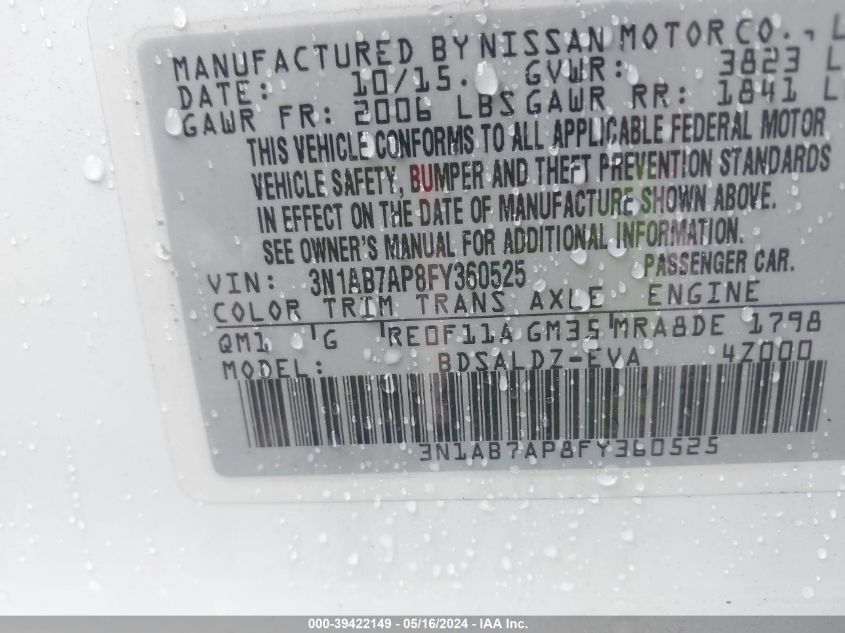 MANUFACTURED BY NISSAN MOTOR CO., L
DATE: 10/15. GVWR: 3823 L
GAWR FR: 2006 LBS GAWR RR: 1841 L
THIS VEHICLE CONFORMS TO ALL APPLICABLE FEDERAL MOTOR
VEHICLE SAFETY, BUMPER AND THEFT PREVENTION STANDARDS
IN EFFECT ON THE DATE OF MANUFACTURE SHOWN ABOVE.
SEE OWNER'S MANUAL FOR ADDITIONAL INFORMATION.
VIN: 3N1AB7AP8FY360525 PASSENGER CAR.
COLOR TRIM TRANS AXLE ENGINE
QM1 G RE0F11A GM35 MRA8DE 1798
MODEL: BDSALDZ-EVA 4Z000
3N1AB7AP8FY360525
000-39422149 - 05/16/2024 - IAA Inc.